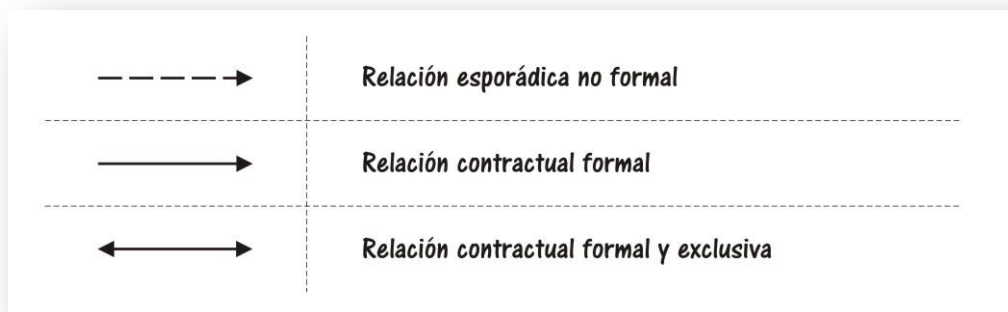 Relación esporádica no formal
Relación contractual formal
Relación contractual formal y exclusiva